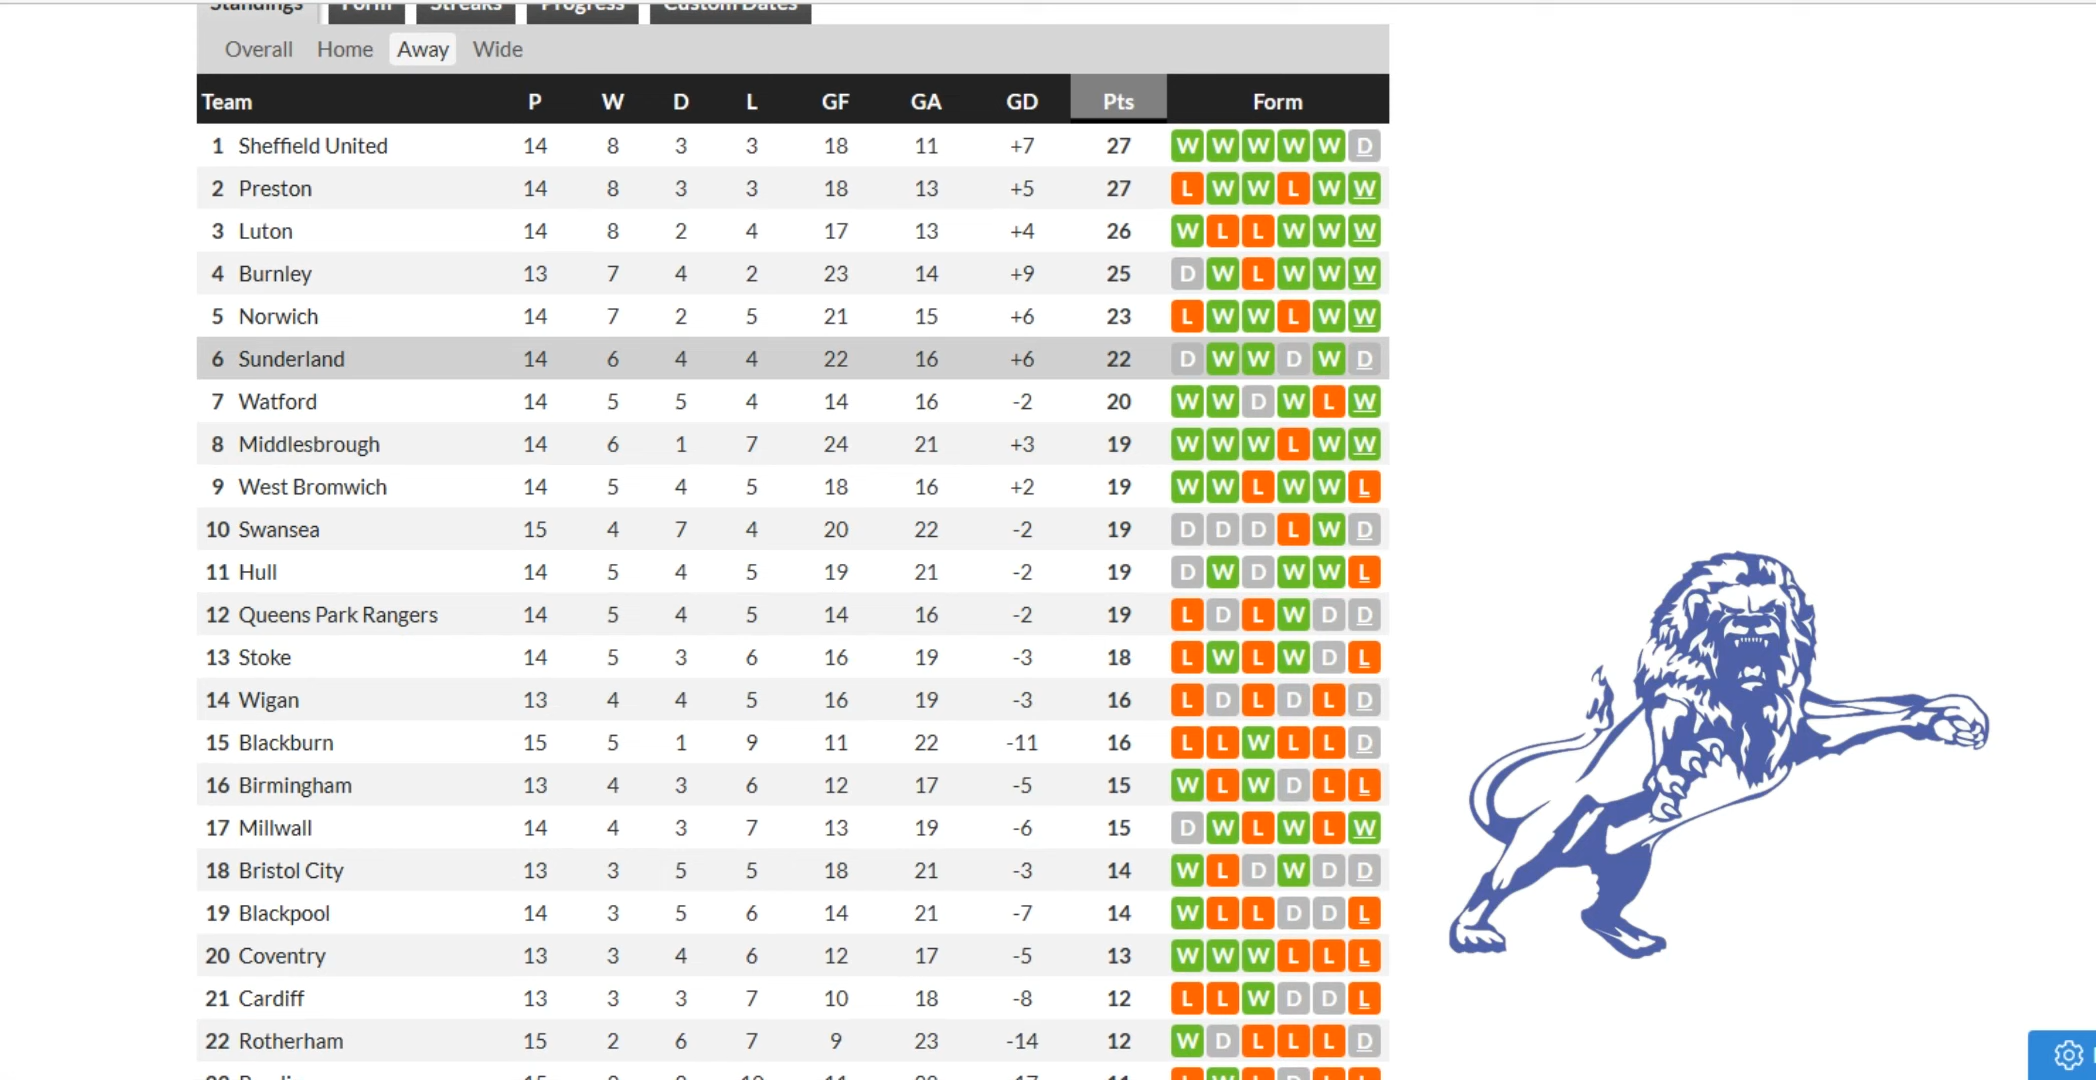 Standings Form Streaks Progress Custom Dates
Overall Home Away Wide
Team P W D L GF GA GD Pts Form
1 Sheffield United 14 8 3 3 18 11 +7 27 W W W W W D
2 Preston 14 8 3 3 18 13 +5 27 L W W L W W
3 Luton 14 8 2 4 17 13 +4 26 W L L W W W
4 Burnley 13 7 4 2 23 14 +9 25 D W L W W W
5 Norwich 14 7 2 5 21 15 +6 23 L W W L W W
6 Sunderland 14 6 4 4 22 16 +6 22 D W W D W D
7 Watford 14 5 5 4 14 16 -2 20 W W D W L W
8 Middlesbrough 14 6 1 7 24 21 +3 19 W W W L W W
9 West Bromwich 14 5 4 5 18 16 +2 19 W W L W W L
10 Swansea 15 4 7 4 20 22 -2 19 D D D L W D
11 Hull 14 5 4 5 19 21 -2 19 D W D W W L
12 Queens Park Rangers 14 5 4 5 14 16 -2 19 L D L W D D
13 Stoke 14 5 3 6 16 19 -3 18 L W L W D L
14 Wigan 13 4 4 5 16 19 -3 16 L D L D L D
15 Blackburn 15 5 1 9 11 22 -11 16 L L W L L D
16 Birmingham 13 4 3 6 12 17 -5 15 W L W D L L
17 Millwall 14 4 3 7 13 19 -6 15 D W L W L W
18 Bristol City 13 3 5 5 18 21 -3 14 W L D W D D
19 Blackpool 14 3 5 6 14 21 -7 14 W L L D D L
20 Coventry 13 3 4 6 12 17 -5 13 W W W L L L
21 Cardiff 13 3 3 7 10 18 -8 12 L L W D D L
22 Rotherham 15 2 6 7 9 23 -14 12 W D L L L D